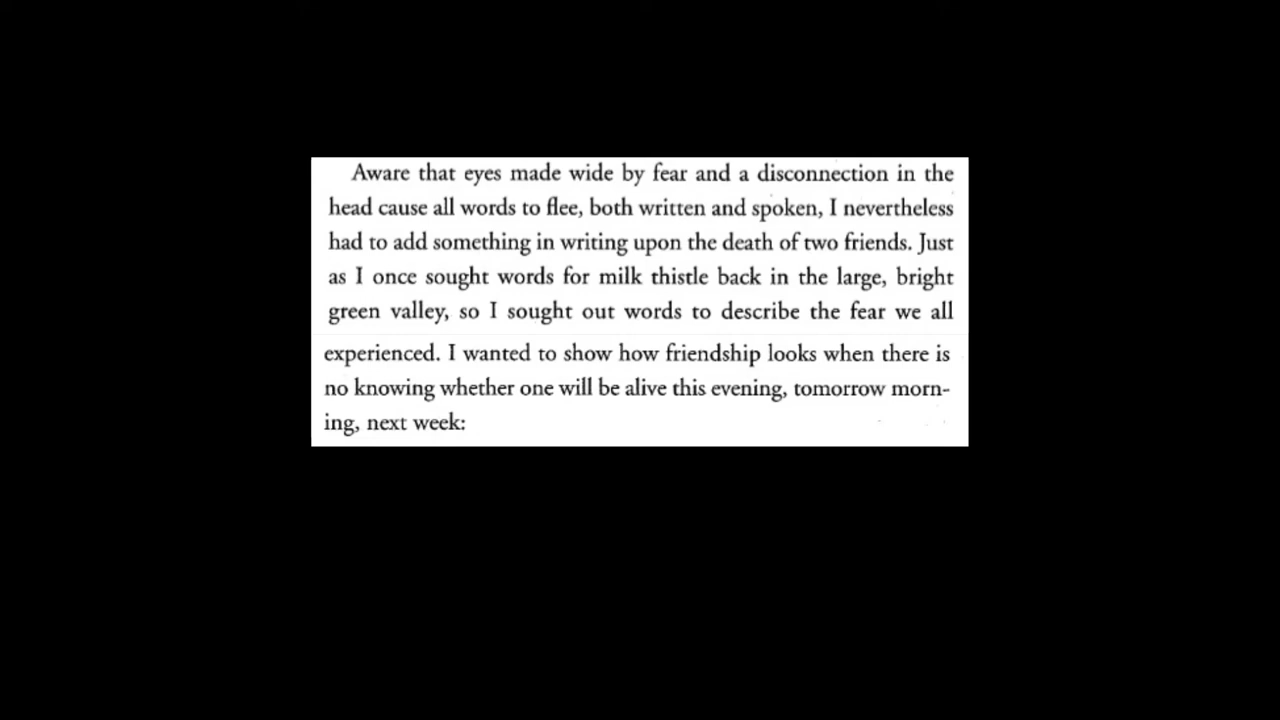 Aware that eyes made wide by fear and a disconnection in the
head cause all words to flee, both written and spoken, I nevertheless
had to add something in writing upon the death of two friends. Just
as I once sought words for milk thistle back in the large, bright
green valley, so I sought out words to describe the fear we all
experienced. I wanted to show how friendship looks when there is
no knowing whether one will be alive this evening, tomorrow morn-
ing, next week: